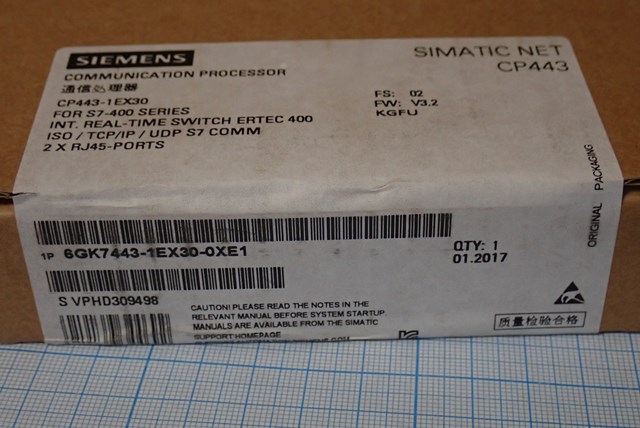 SIEMENS
SIMATIC NET
CP443
COMMUNICATION PROCESSOR
通信处理器
CP443-1EX30
FOR S7-400 SERIES
INT. REAL-TIME SWITCH ERTEC 400
ISO / TCP/IP / UDP S7 COMM
2 X RJ45-PORTS
FS: 02
FW: V3.2
KGFU
ORIGINAL PACKAGING
1P 6GK7443-1EX30-0XE1
QTY: 1
01.2017
S VPHD309498
CAUTION! PLEASE READ THE NOTES IN THE
RELEVANT MANUAL BEFORE SYSTEM STARTUP.
MANUALS ARE AVAILABLE FROM THE SIMATIC
SUPPORT HOMEPAGE
质量检验合格